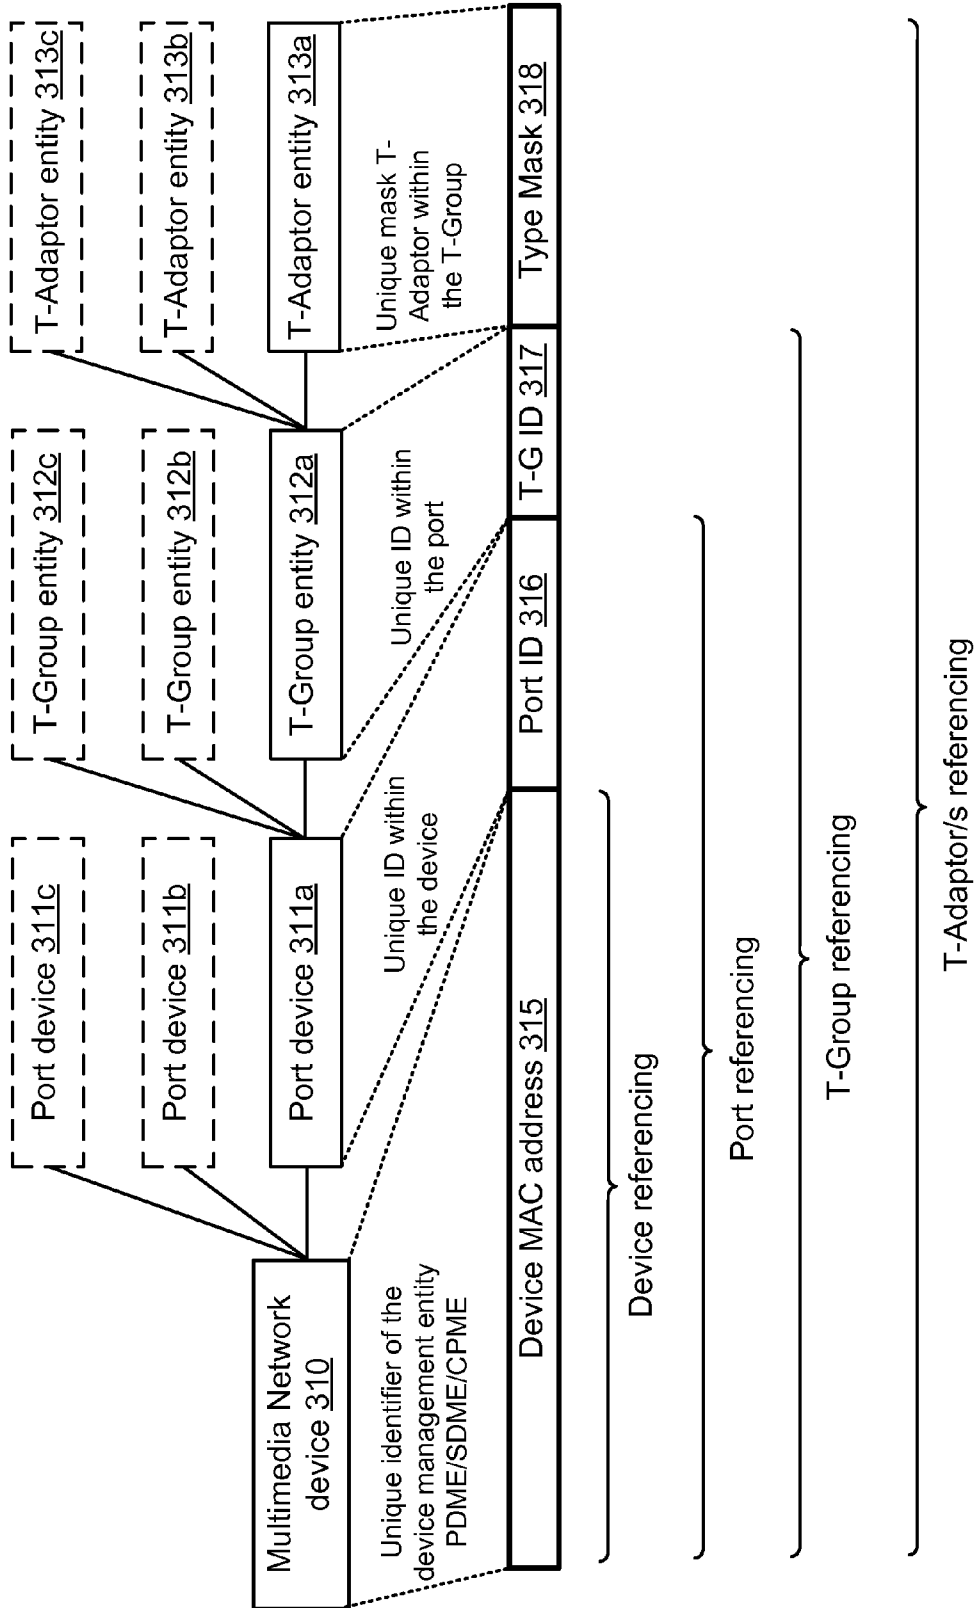 Port device 311c
T-Group entity 312c
T-Adaptor entity 313c
Port device 311b
T-Group entity 312b
T-Adaptor entity 313b
Multimedia Network
device 310
Port device 311a
T-Group entity 312a
T-Adaptor entity 313a
Unique identifier of the
device management entity
PDME/SDME/CPME
Unique ID within
the device
Unique ID within
the port
Unique mask T-
Adaptor within
the T-Group
Device MAC address 315
Port ID 316
T-G ID 317
Type Mask 318
Device referencing
Port referencing
T-Group referencing
T-Adaptor/s referencing